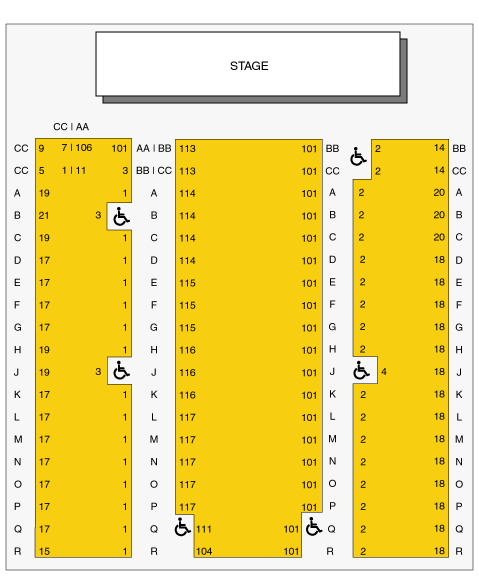 STAGE
CC | AA
CC 9 7 | 106 101 AA | BB 113 101 BB 2 14 BB
CC 5 1 | 11 3 BB | CC 113 101 CC 2 14 CC
A 19 1 A 114 101 A 2 20 A
B 21 3 B 114 101 B 2 20 B
C 19 1 C 114 101 C 2 20 C
D 17 1 D 114 101 D 2 18 D
E 17 1 E 115 101 E 2 18 E
F 17 1 F 115 101 F 2 18 F
G 17 1 G 115 101 G 2 18 G
H 19 1 H 116 101 H 2 18 H
J 19 3 J 116 101 J 4 18 J
K 17 1 K 116 101 K 2 18 K
L 17 1 L 117 101 L 2 18 L
M 17 1 M 117 101 M 2 18 M
N 17 1 N 117 101 N 2 18 N
O 17 1 O 117 101 O 2 18 O
P 17 1 P 117 101 P 2 18 P
Q 17 1 Q 111 101 Q 2 18 Q
R 15 1 R 104 101 R 2 18 R